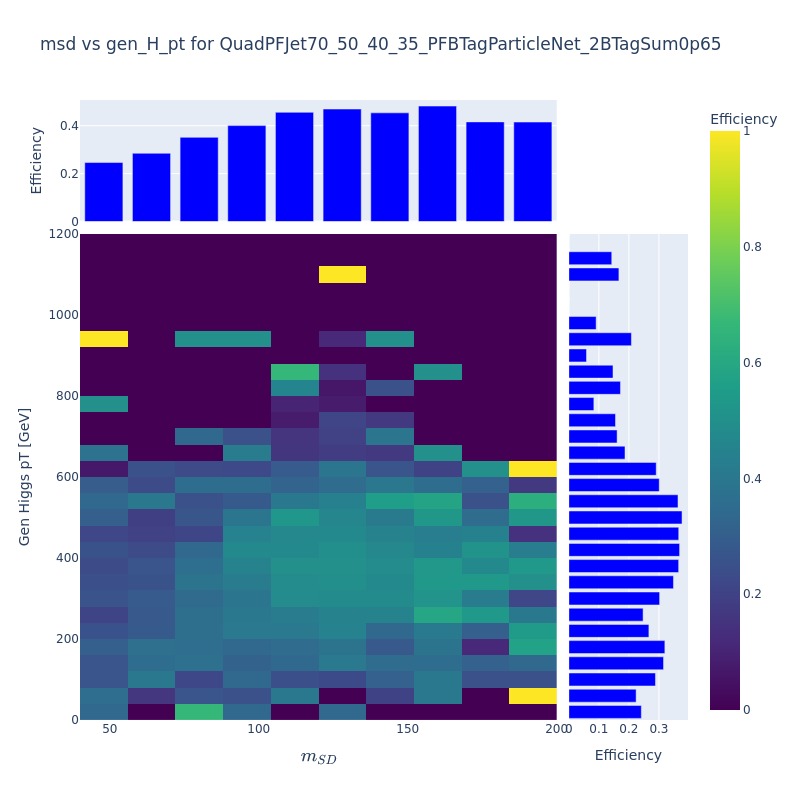 msd vs gen_H_pt for QuadPFJet70_50_40_35_PFBTagParticleNet_2BTagSum0p65
Efficiency
0.4
0.2
0
Efficiency
1
0.8
0.6
0.4
0.2
0
Gen Higgs pT [GeV]
1200
1000
800
600
400
200
0
50 100 150 200
m_{SD}
0 0.1 0.2 0.3
Efficiency